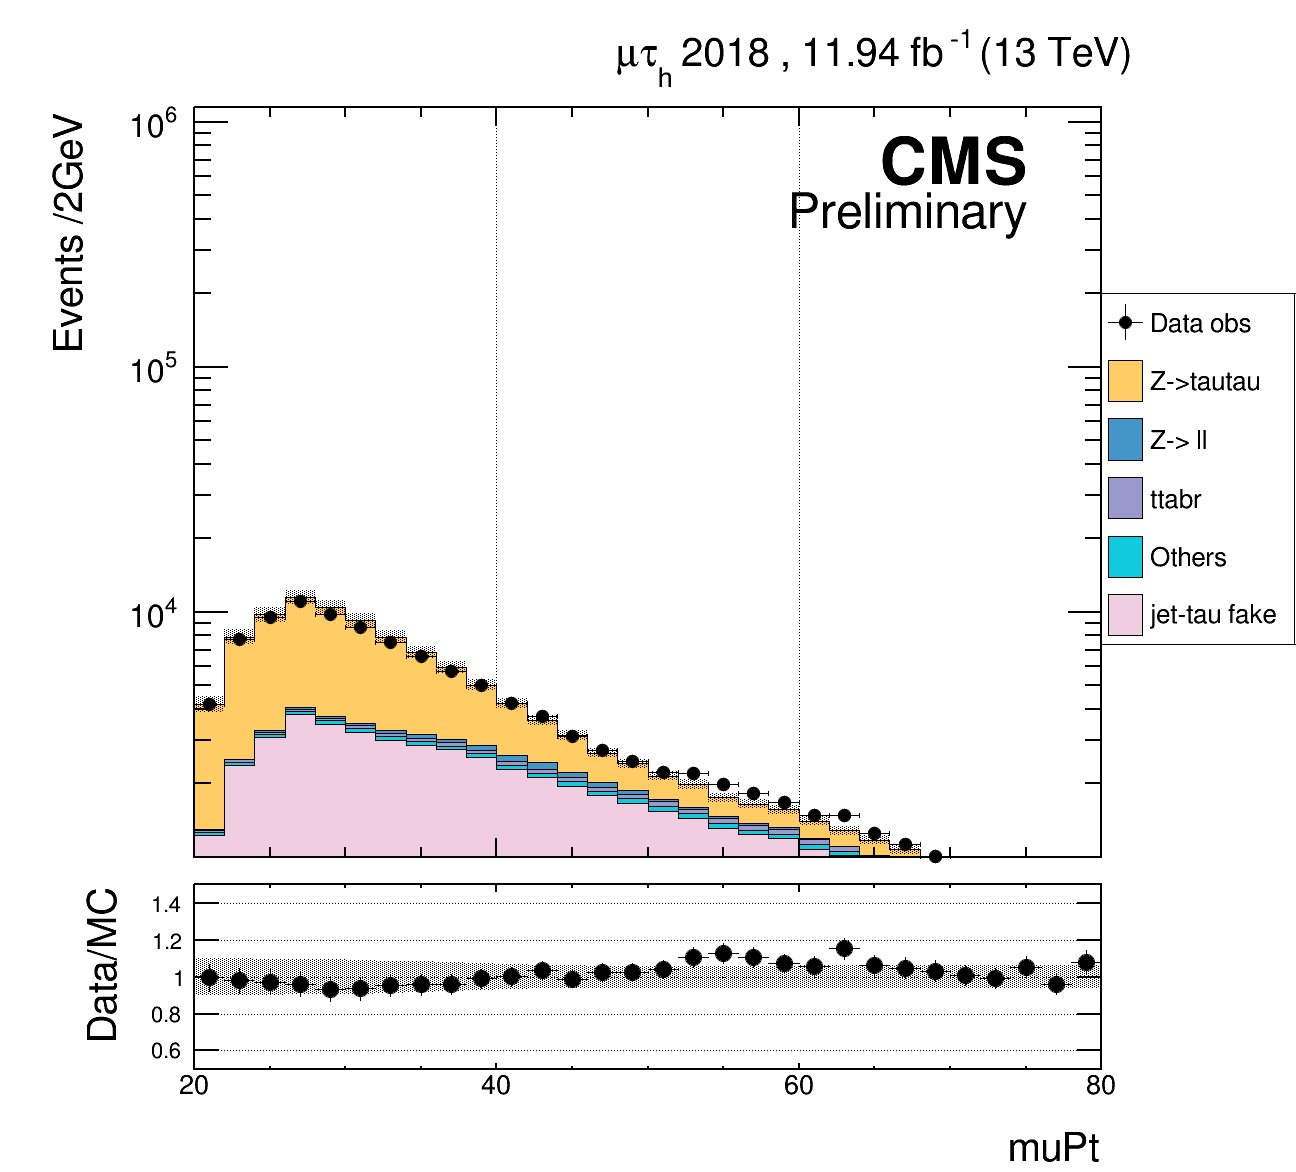 μτh 2018 , 11.94 fb-1 (13 TeV)
Events /2GeV
10^6
10^5
10^4
CMS
Preliminary
Data obs
Z->tautau
Z-> ll
ttabr
Others
jet-tau fake
Data/MC
1.4
1.2
1
0.8
0.6
20 40 60 80
muPt